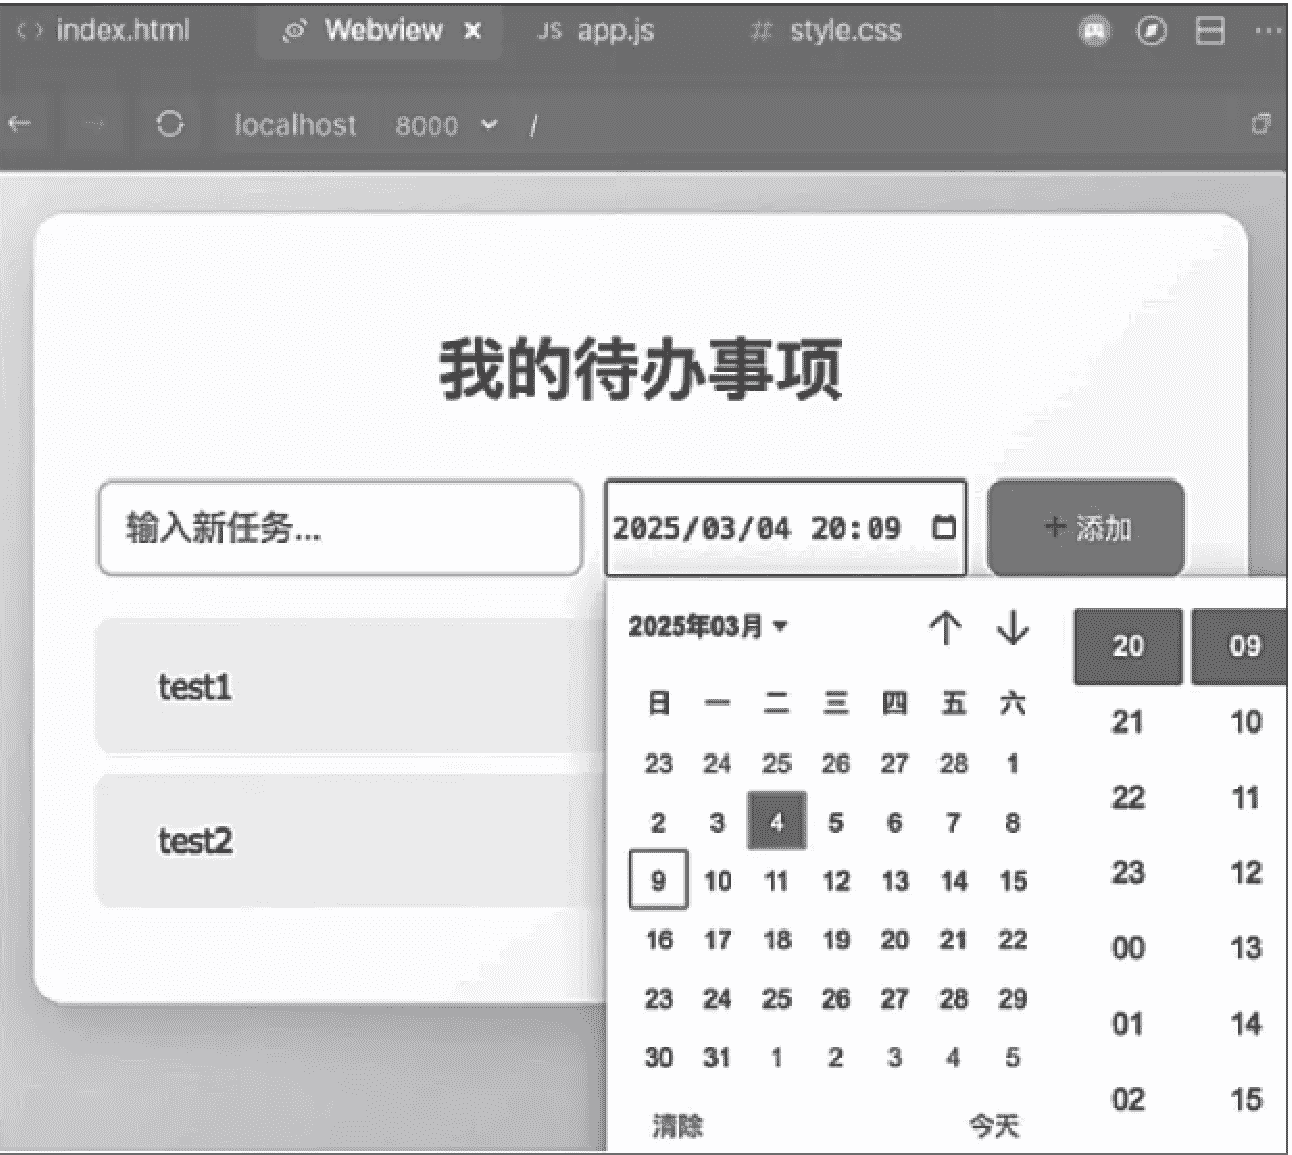 index.html Webview × JS app.js # style.css ...
localhost 8000 /
我的待办事项
输入新任务...
2025/03/04 20:09
+ 添加
test1
test2
2025年03月
日 一 二 三 四 五 六
23 24 25 26 27 28 1
2 3 4 5 6 7 8
9 10 11 12 13 14 15
16 17 18 19 20 21 22
23 24 25 26 27 28 29
30 31 1 2 3 4 5
清除 今天
20 09
21 10
22 11
23 12
00 13
01 14
02 15